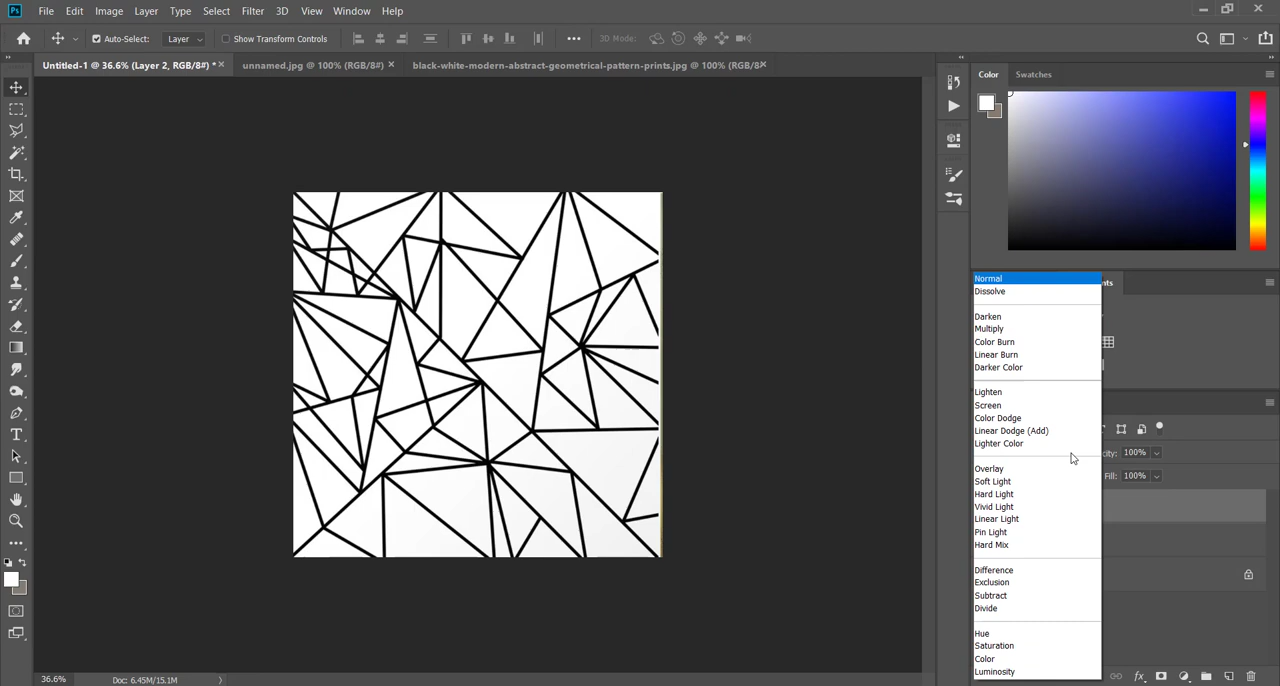 Ps File Edit Image Layer Type Select Filter 3D View Window Help
Auto-Select: Layer Show Transform Controls 3D Mode:
Untitled-1 @ 36.6% (Layer 2, RGB/8#) * unnamed.jpg @ 100% (RGB/8#) black-white-modern-abstract-geometrical-pattern-prints.jpg @ 100% (RGB/8
Color Swatches
Normal
Dissolve
Darken
Multiply
Color Burn
Linear Burn
Darker Color
Lighten
Screen
Color Dodge
Linear Dodge (Add)
Lighter Color
100%
Overlay
Fill: 100%
Soft Light
Hard Light
Vivid Light
Linear Light
Pin Light
Hard Mix
Difference
Exclusion
Subtract
Divide
Hue
Saturation
Color
Luminosity
36.6% Doc: 6.45M/15.1M